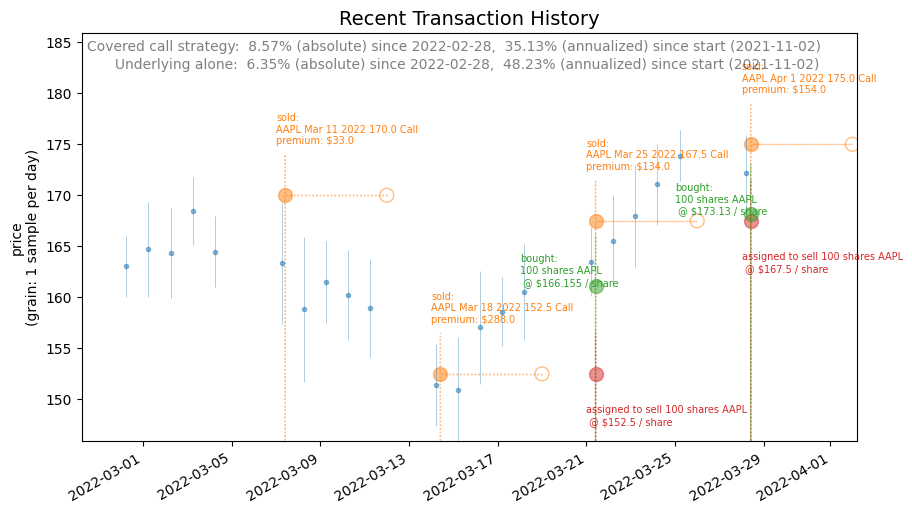 Recent Transaction History
Covered call strategy:  8.57% (absolute) since 2022-02-28,  35.13% (annualized) since start (2021-11-02)
Underlying alone:  6.35% (absolute) since 2022-02-28,  48.23% (annualized) since start (2021-11-02)
price
(grain: 1 sample per day)
185
180
175
170
165
160
155
150
sold:
AAPL Mar 11 2022 170.0 Call
premium: $33.0
sold:
AAPL Mar 18 2022 152.5 Call
premium: $288.0
bought:
100 shares AAPL
@ $166.155 / share
sold:
AAPL Mar 25 2022 167.5 Call
premium: $134.0
assigned to sell 100 shares AAPL
@ $152.5 / share
bought:
100 shares AAPL
@ $173.13 / share
sold:
AAPL Apr 1 2022 175.0 Call
premium: $154.0
assigned to sell 100 shares AAPL
@ $167.5 / share
2022-03-01
2022-03-05
2022-03-09
2022-03-13
2022-03-17
2022-03-21
2022-03-25
2022-03-29
2022-04-01